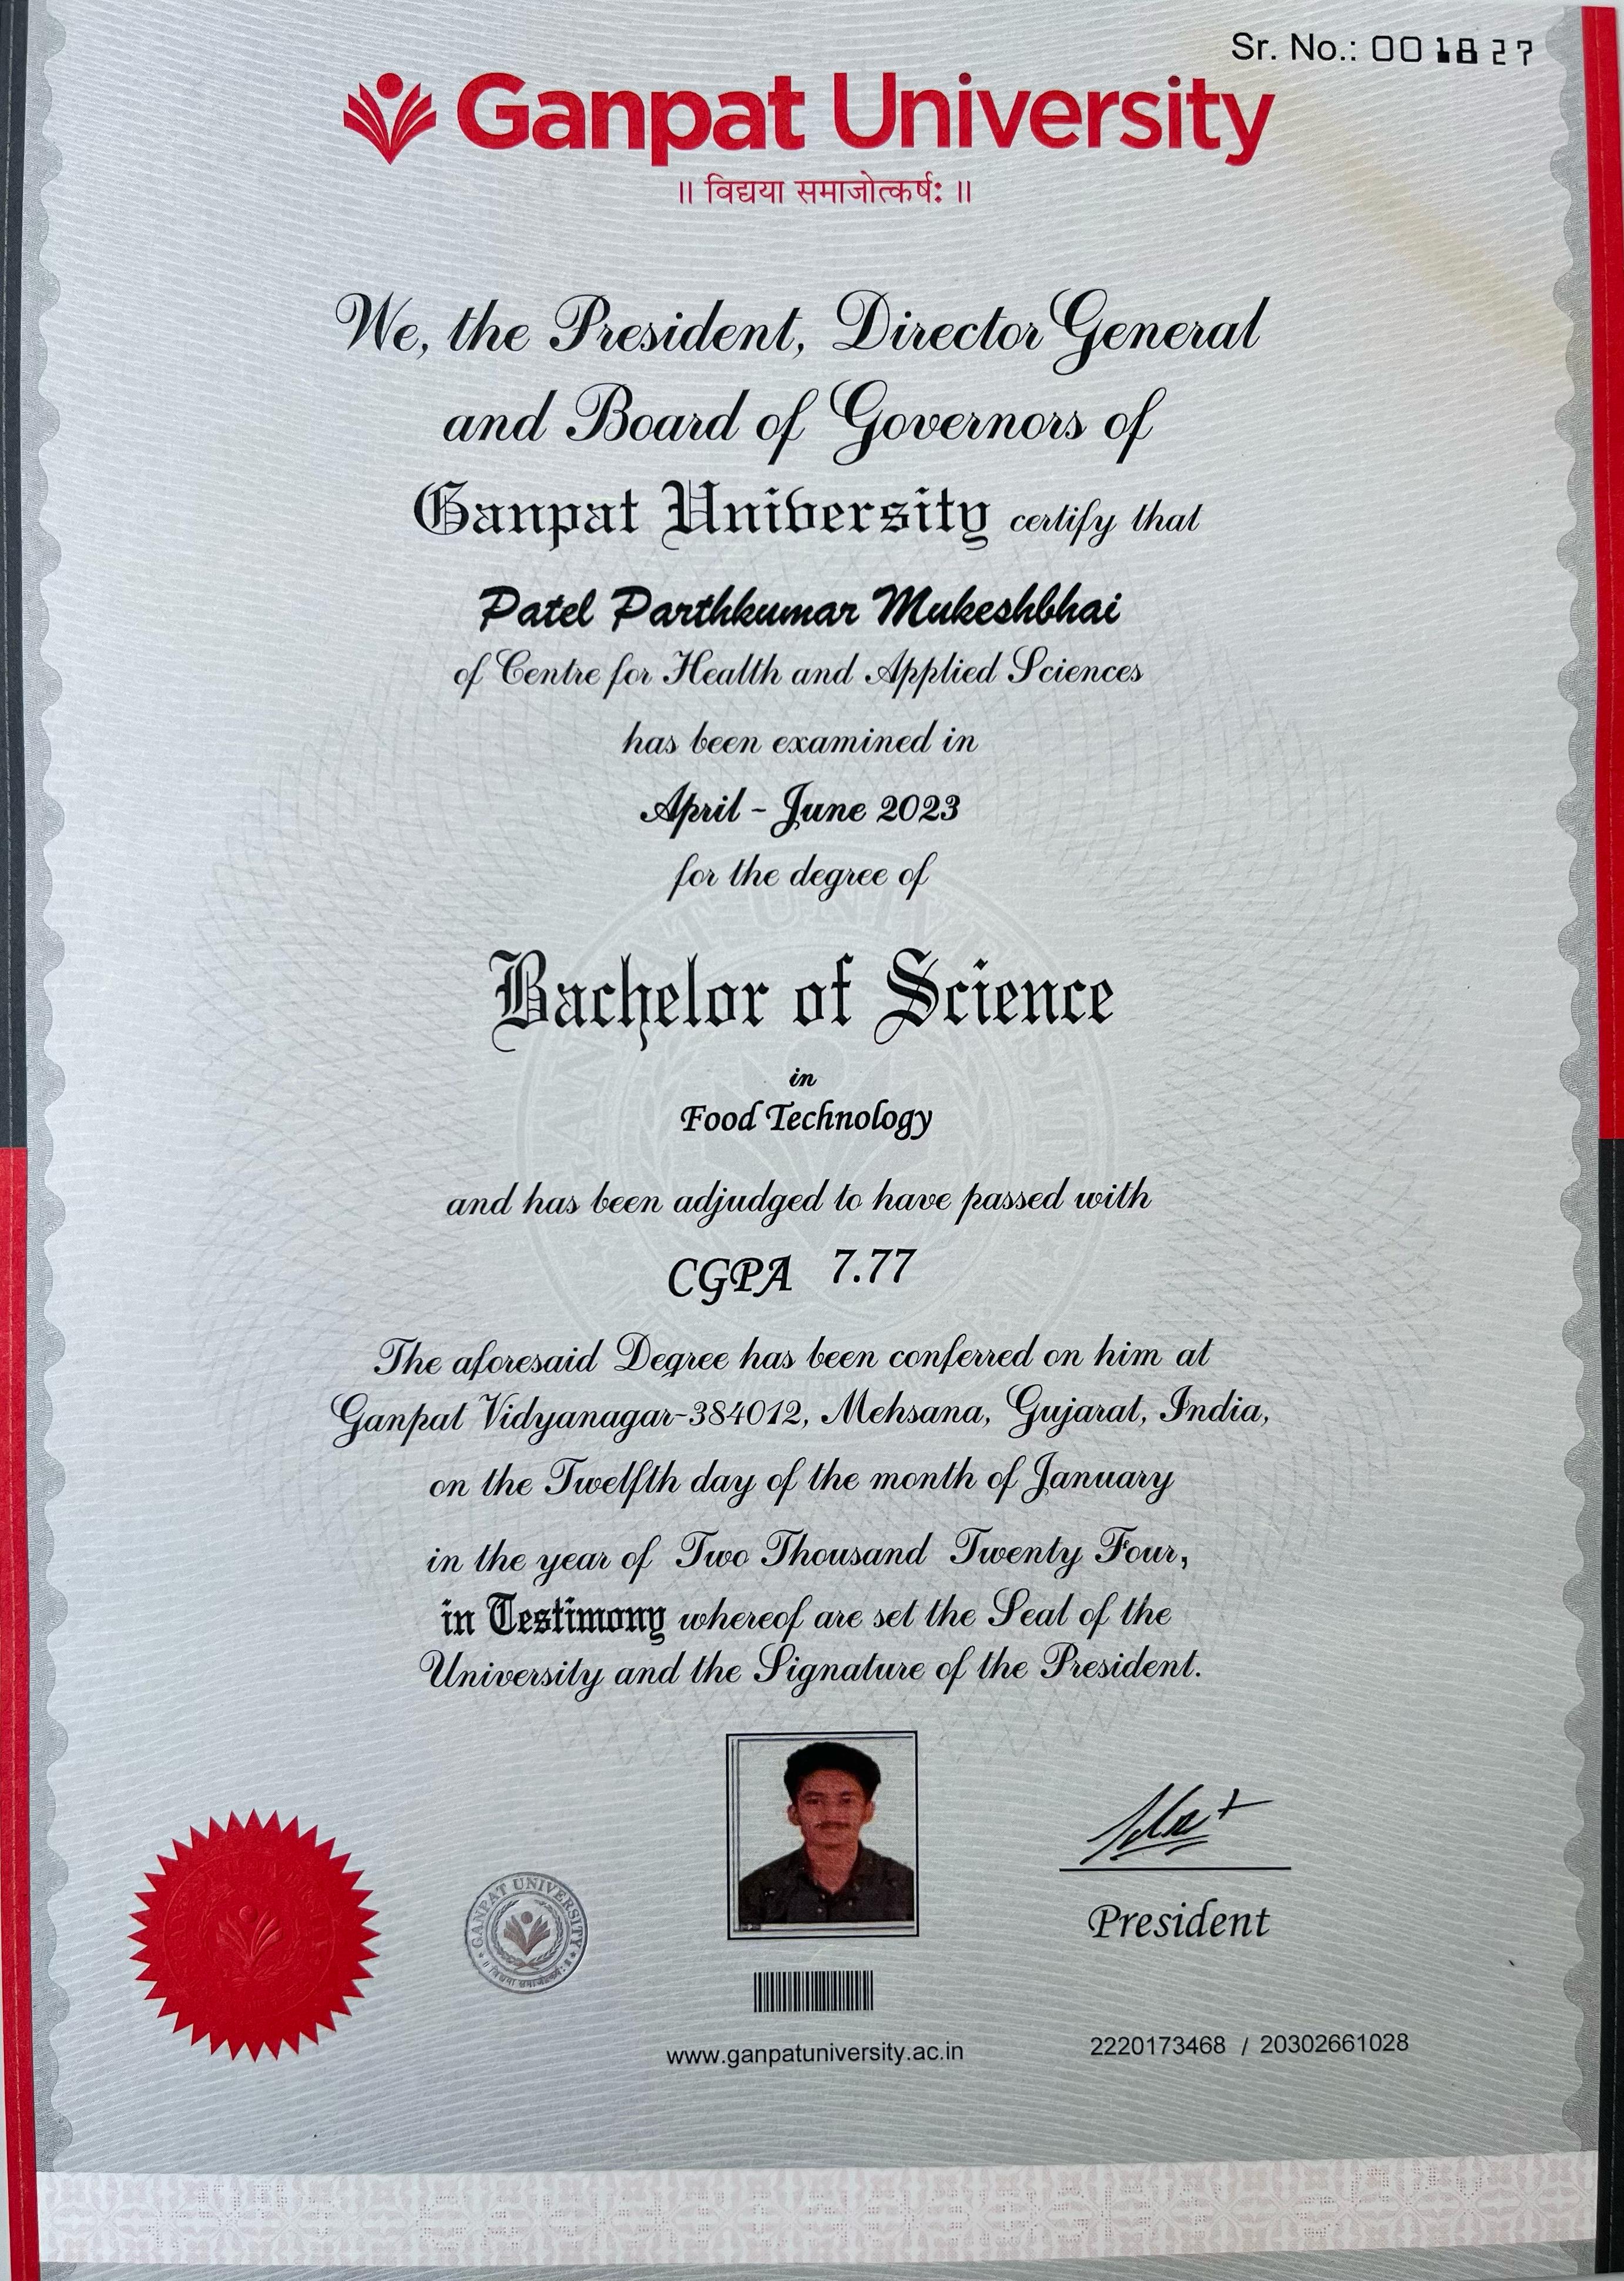 Sr. No.: 001827
Ganpat University
॥ विद्यया समाजोत्कर्षः ॥
We, the President, Director General
and Board of Governors of
Ganpat University certify that
Patel Parthkumar Mukeshbhai
of Centre for Health and Applied Sciences
has been examined in
April - June 2023
for the degree of
Bachelor of Science
in
Food Technology
and has been adjudged to have passed with
CGPA 7.77
The aforesaid Degree has been conferred on him at
Ganpat Vidyanagar-384012, Mehsana, Gujarat, India,
on the Twelfth day of the month of January
in the year of Two Thousand Twenty Four,
in Testimony whereof are set the Seal of the
University and the Signature of the President.
GANPAT UNIVERSITY
President
www.ganpatuniversity.ac.in
2220173468 / 20302661028